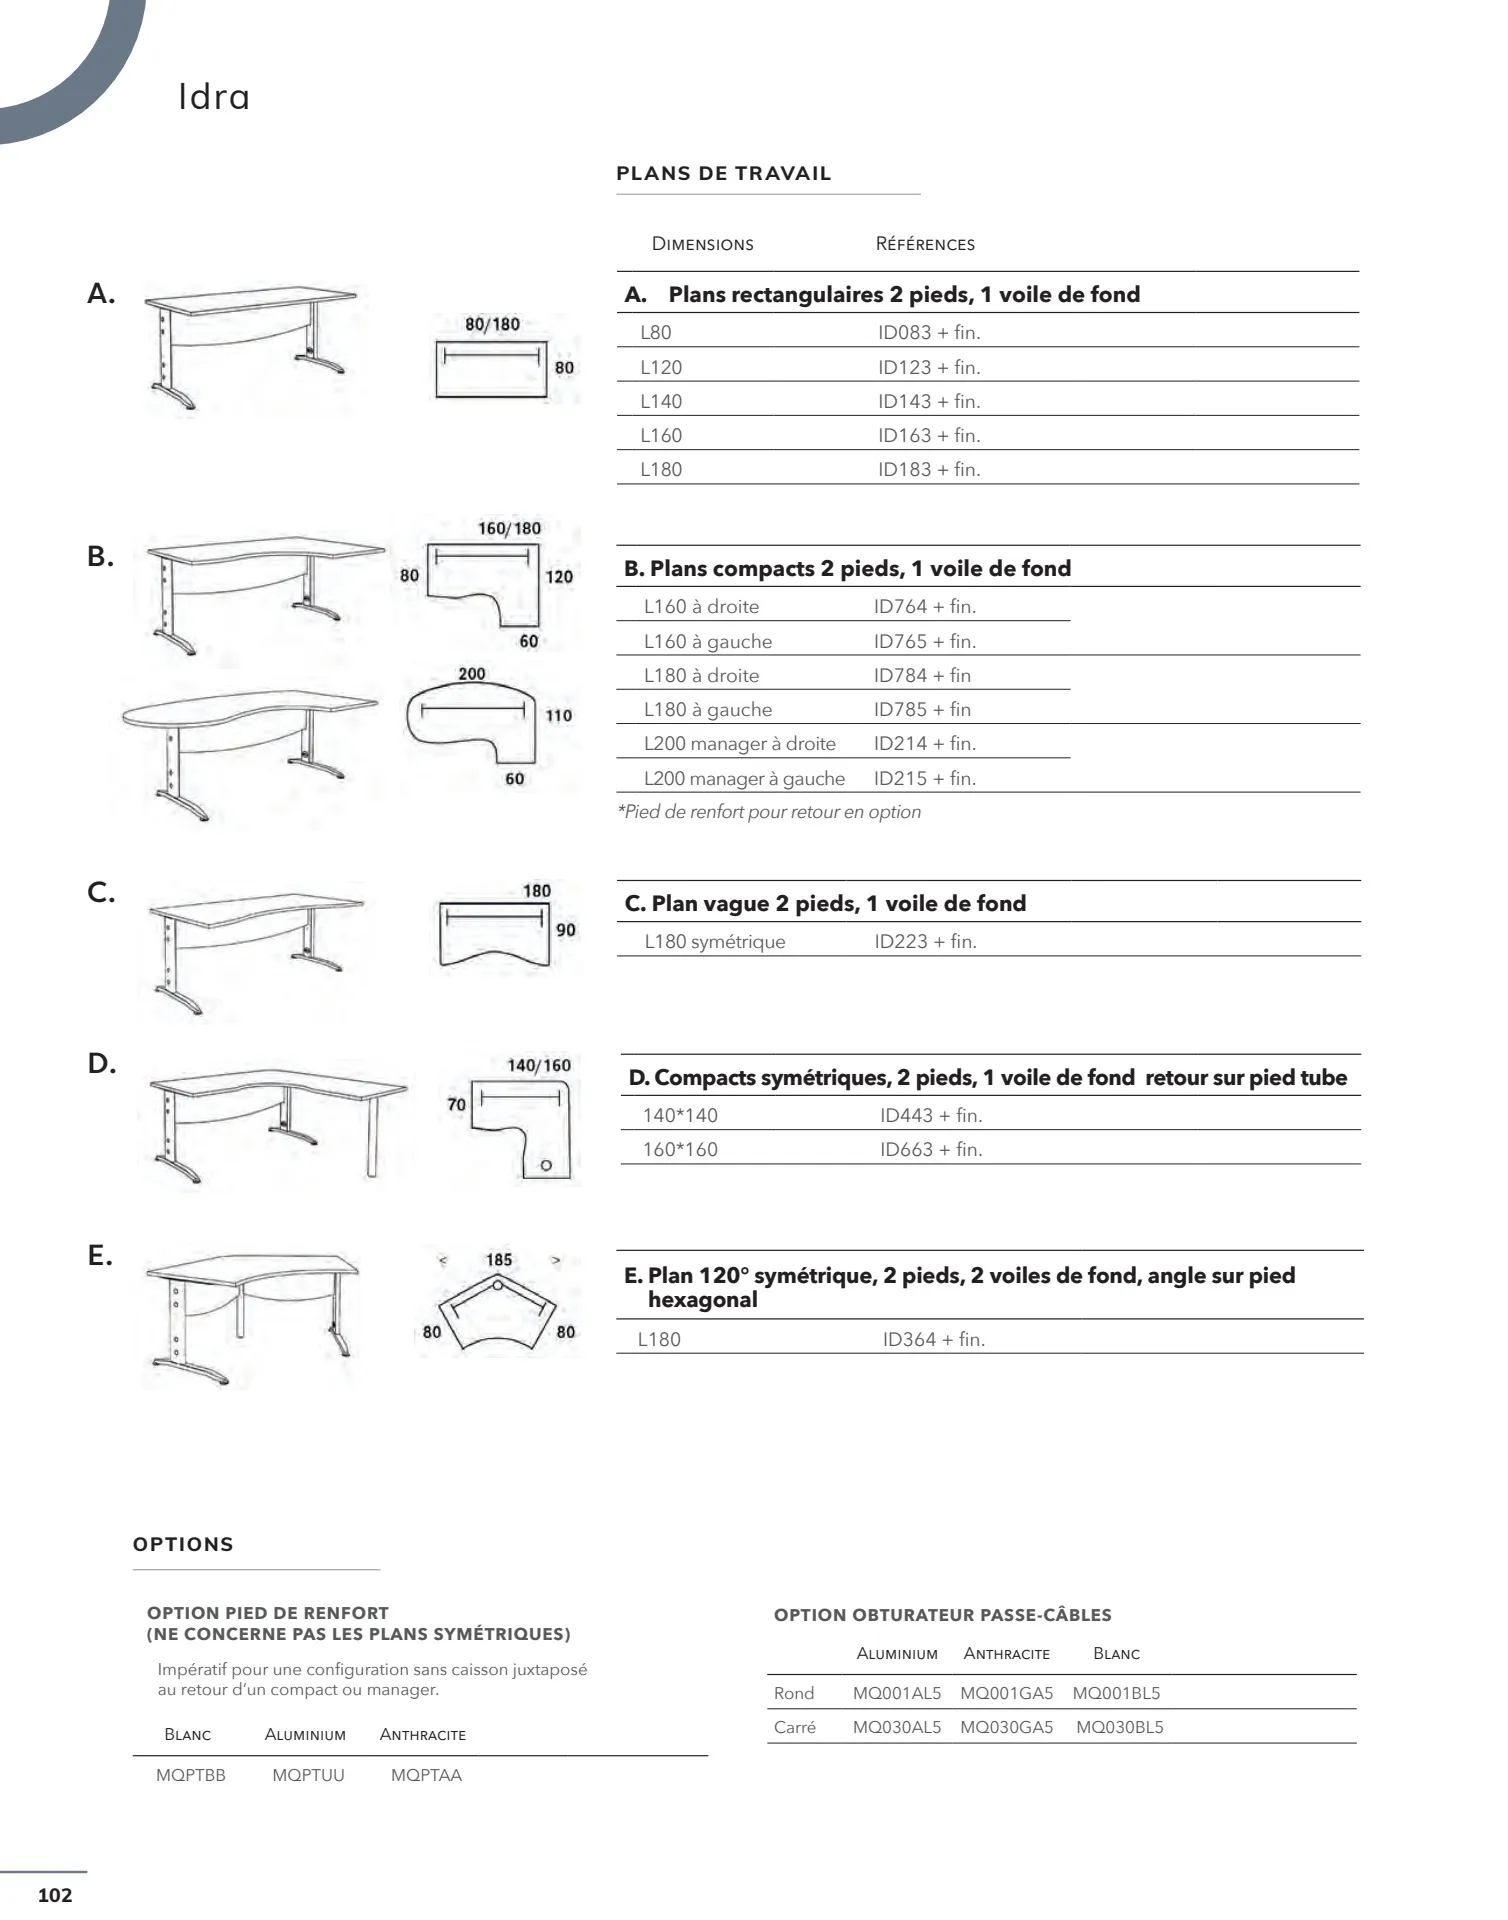 Idra
PLANS DE TRAVAIL
DIMENSIONS RÉFÉRENCES
A.
80/180
80
A. Plans rectangulaires 2 pieds, 1 voile de fond
L80 ID083 + fin.
L120 ID123 + fin.
L140 ID143 + fin.
L160 ID163 + fin.
L180 ID183 + fin.
B.
160/180
80 120
60
200
110
60
B. Plans compacts 2 pieds, 1 voile de fond
L160 à droite ID764 + fin.
L160 à gauche ID765 + fin.
L180 à droite ID784 + fin
L180 à gauche ID785 + fin
L200 manager à droite ID214 + fin.
L200 manager à gauche ID215 + fin.
*Pied de renfort pour retour en option
C.
180
90
C. Plan vague 2 pieds, 1 voile de fond
L180 symétrique ID223 + fin.
D.
140/160
70
D. Compacts symétriques, 2 pieds, 1 voile de fond retour sur pied tube
140*140 ID443 + fin.
160*160 ID663 + fin.
E.
< 185 >
80 80
E. Plan 120° symétrique, 2 pieds, 2 voiles de fond, angle sur pied
hexagonal
L180 ID364 + fin.
OPTIONS
OPTION PIED DE RENFORT
(NE CONCERNE PAS LES PLANS SYMÉTRIQUES)
Impératif pour une configuration sans caisson juxtaposé
au retour d’un compact ou manager.
BLANC ALUMINIUM ANTHRACITE
MQPTBB MQPTUU MQPTAA
OPTION OBTURATEUR PASSE-CÂBLES
ALUMINIUM ANTHRACITE BLANC
Rond MQ001AL5 MQ001GA5 MQ001BL5
Carré MQ030AL5 MQ030GA5 MQ030BL5
102